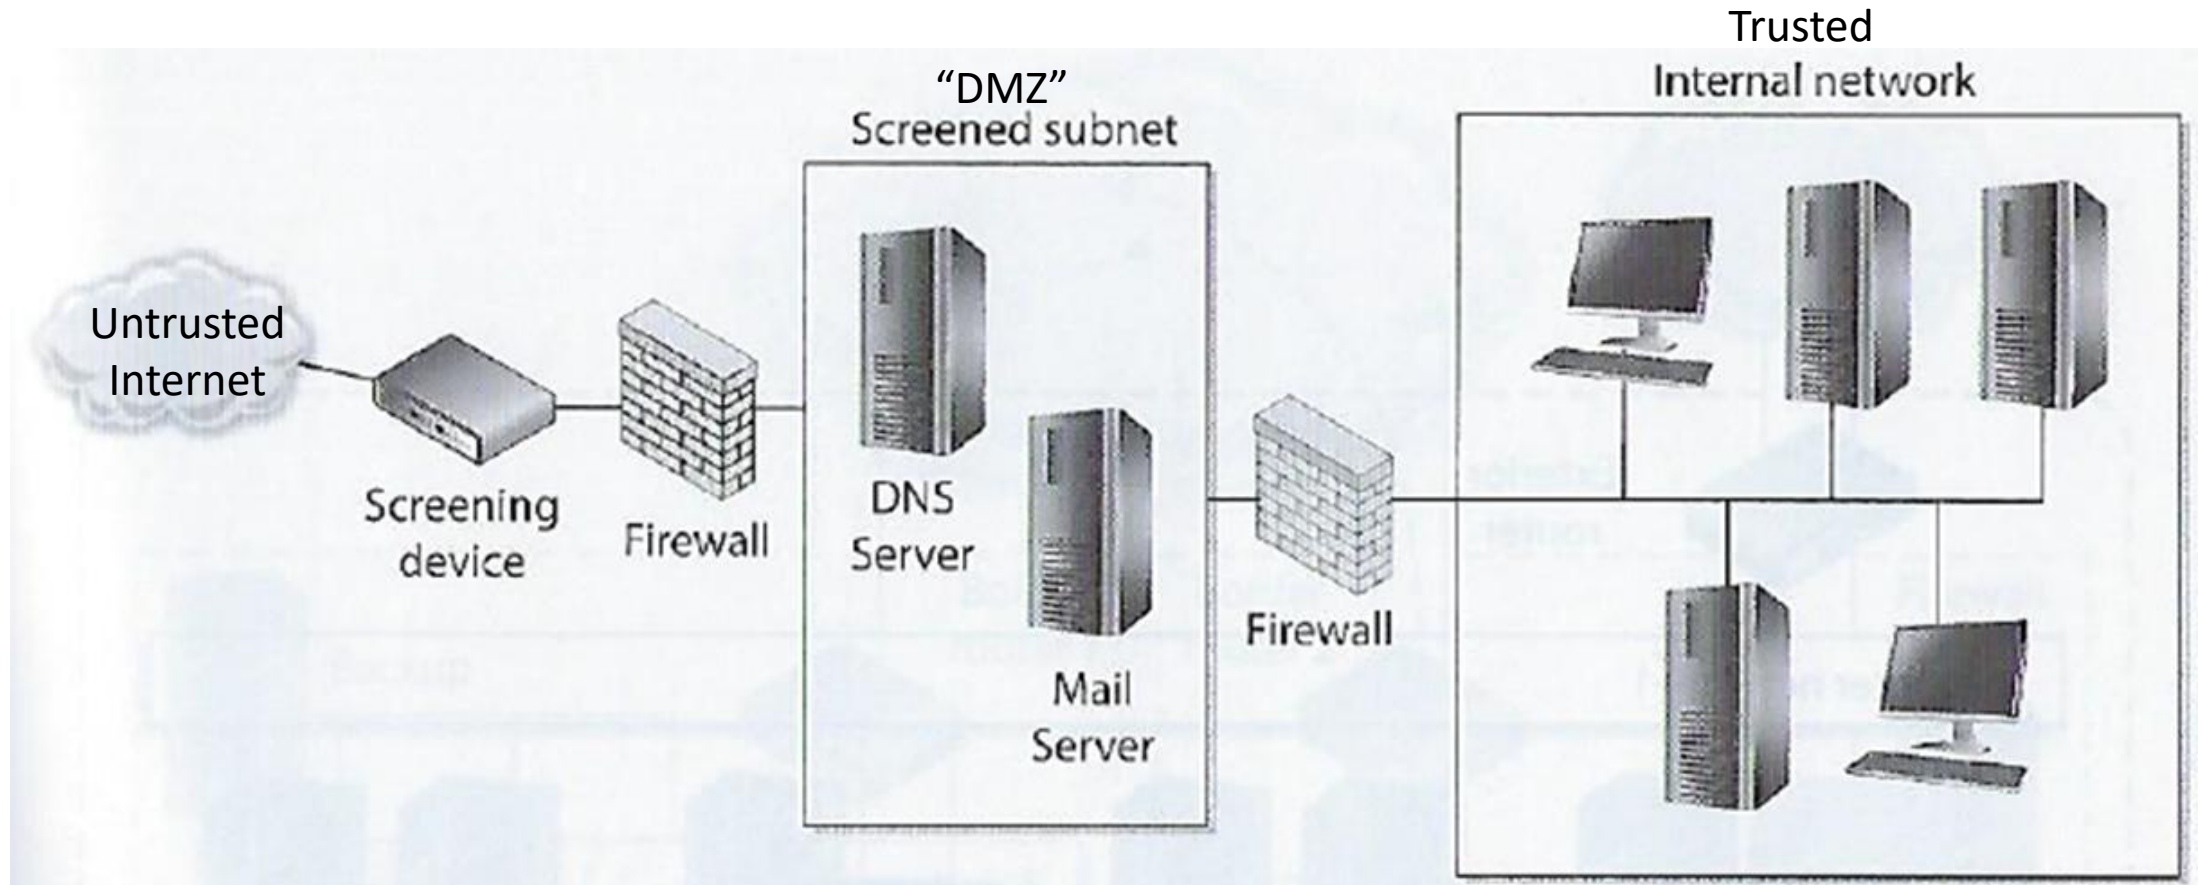 Trusted
Internal network
“DMZ”
Screened subnet
Untrusted
Internet
Screening
device
Firewall
DNS
Server
Mail
Server
Firewall